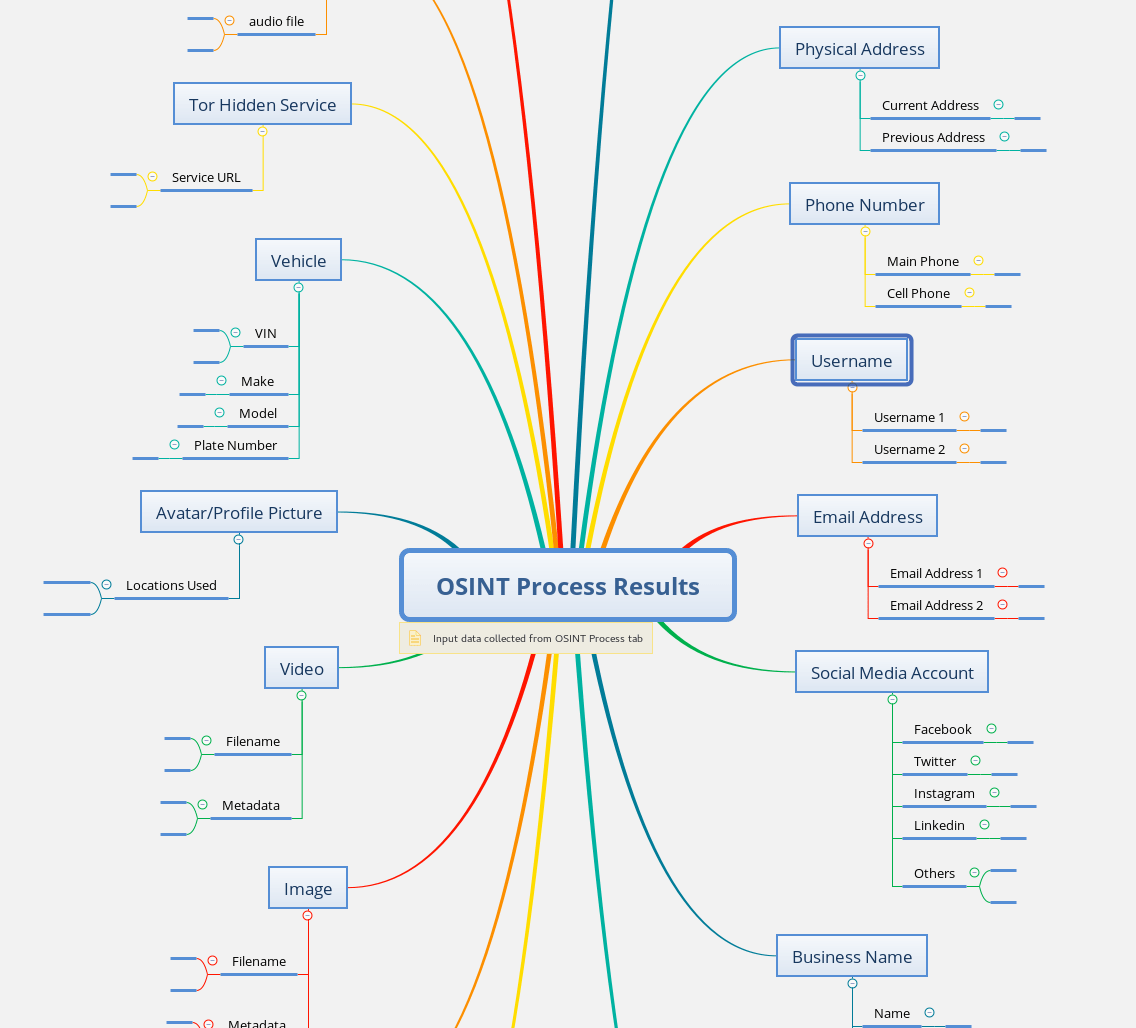 audio file
Tor Hidden Service
Service URL
Vehicle
VIN
Make
Model
Plate Number
Avatar/Profile Picture
Locations Used
Video
Filename
Metadata
Image
Filename
Metadata
OSINT Process Results
Input data collected from OSINT Process tab
Physical Address
Current Address
Previous Address
Phone Number
Main Phone
Cell Phone
Username
Username 1
Username 2
Email Address
Email Address 1
Email Address 2
Social Media Account
Facebook
Twitter
Instagram
Linkedin
Others
Business Name
Name